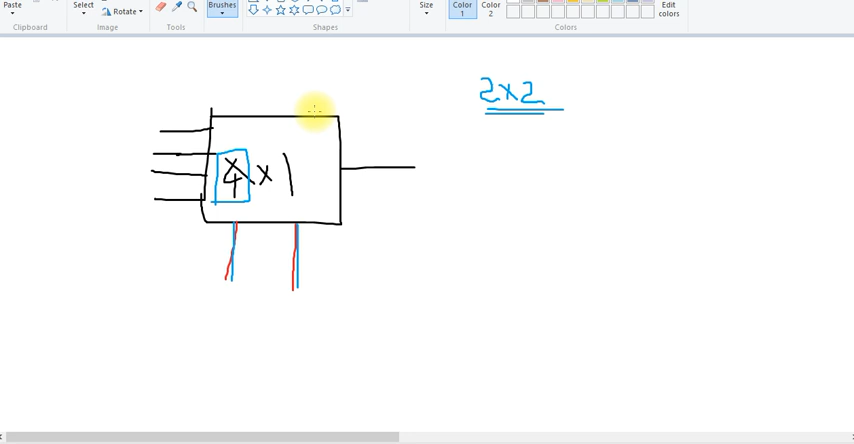 Paste
Select
Rotate
Brushes
Size
Color 1
Color 2
Edit colors
Clipboard
Image
Tools
Shapes
Colors
2x2
4x1